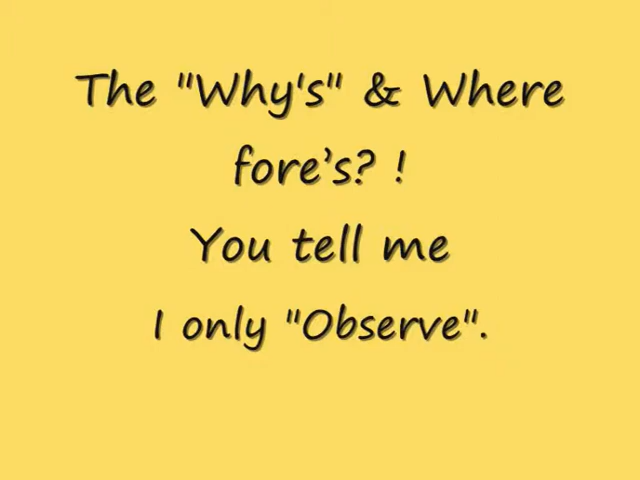 The "Why's" & Where
fore’s? !
You tell me
I only "Observe".